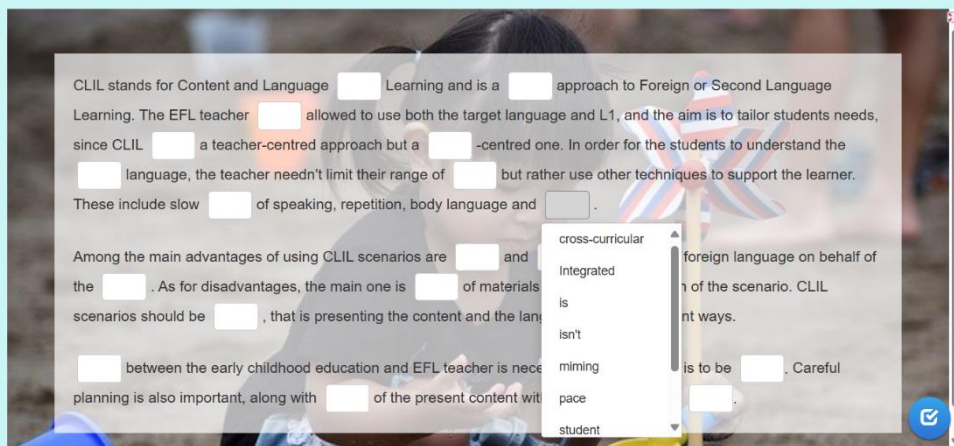 CLIL stands for Content and Language Learning and is a approach to Foreign or Second Language
Learning. The EFL teacher allowed to use both the target language and L1, and the aim is to tailor students needs,
since CLIL a teacher-centred approach but a -centred one. In order for the students to understand the
language, the teacher needn't limit their range of but rather use other techniques to support the learner.
These include slow of speaking, repetition, body language and .
cross-curricular
Integrated
is
isn't
miming
pace
student
Among the main advantages of using CLIL scenarios are and foreign language on behalf of
the . As for disadvantages, the main one is of materials of the scenario. CLIL
scenarios should be , that is presenting the content and the ways.
between the early childhood education and EFL teacher is is to be . Careful
planning is also important, along with of the present content .